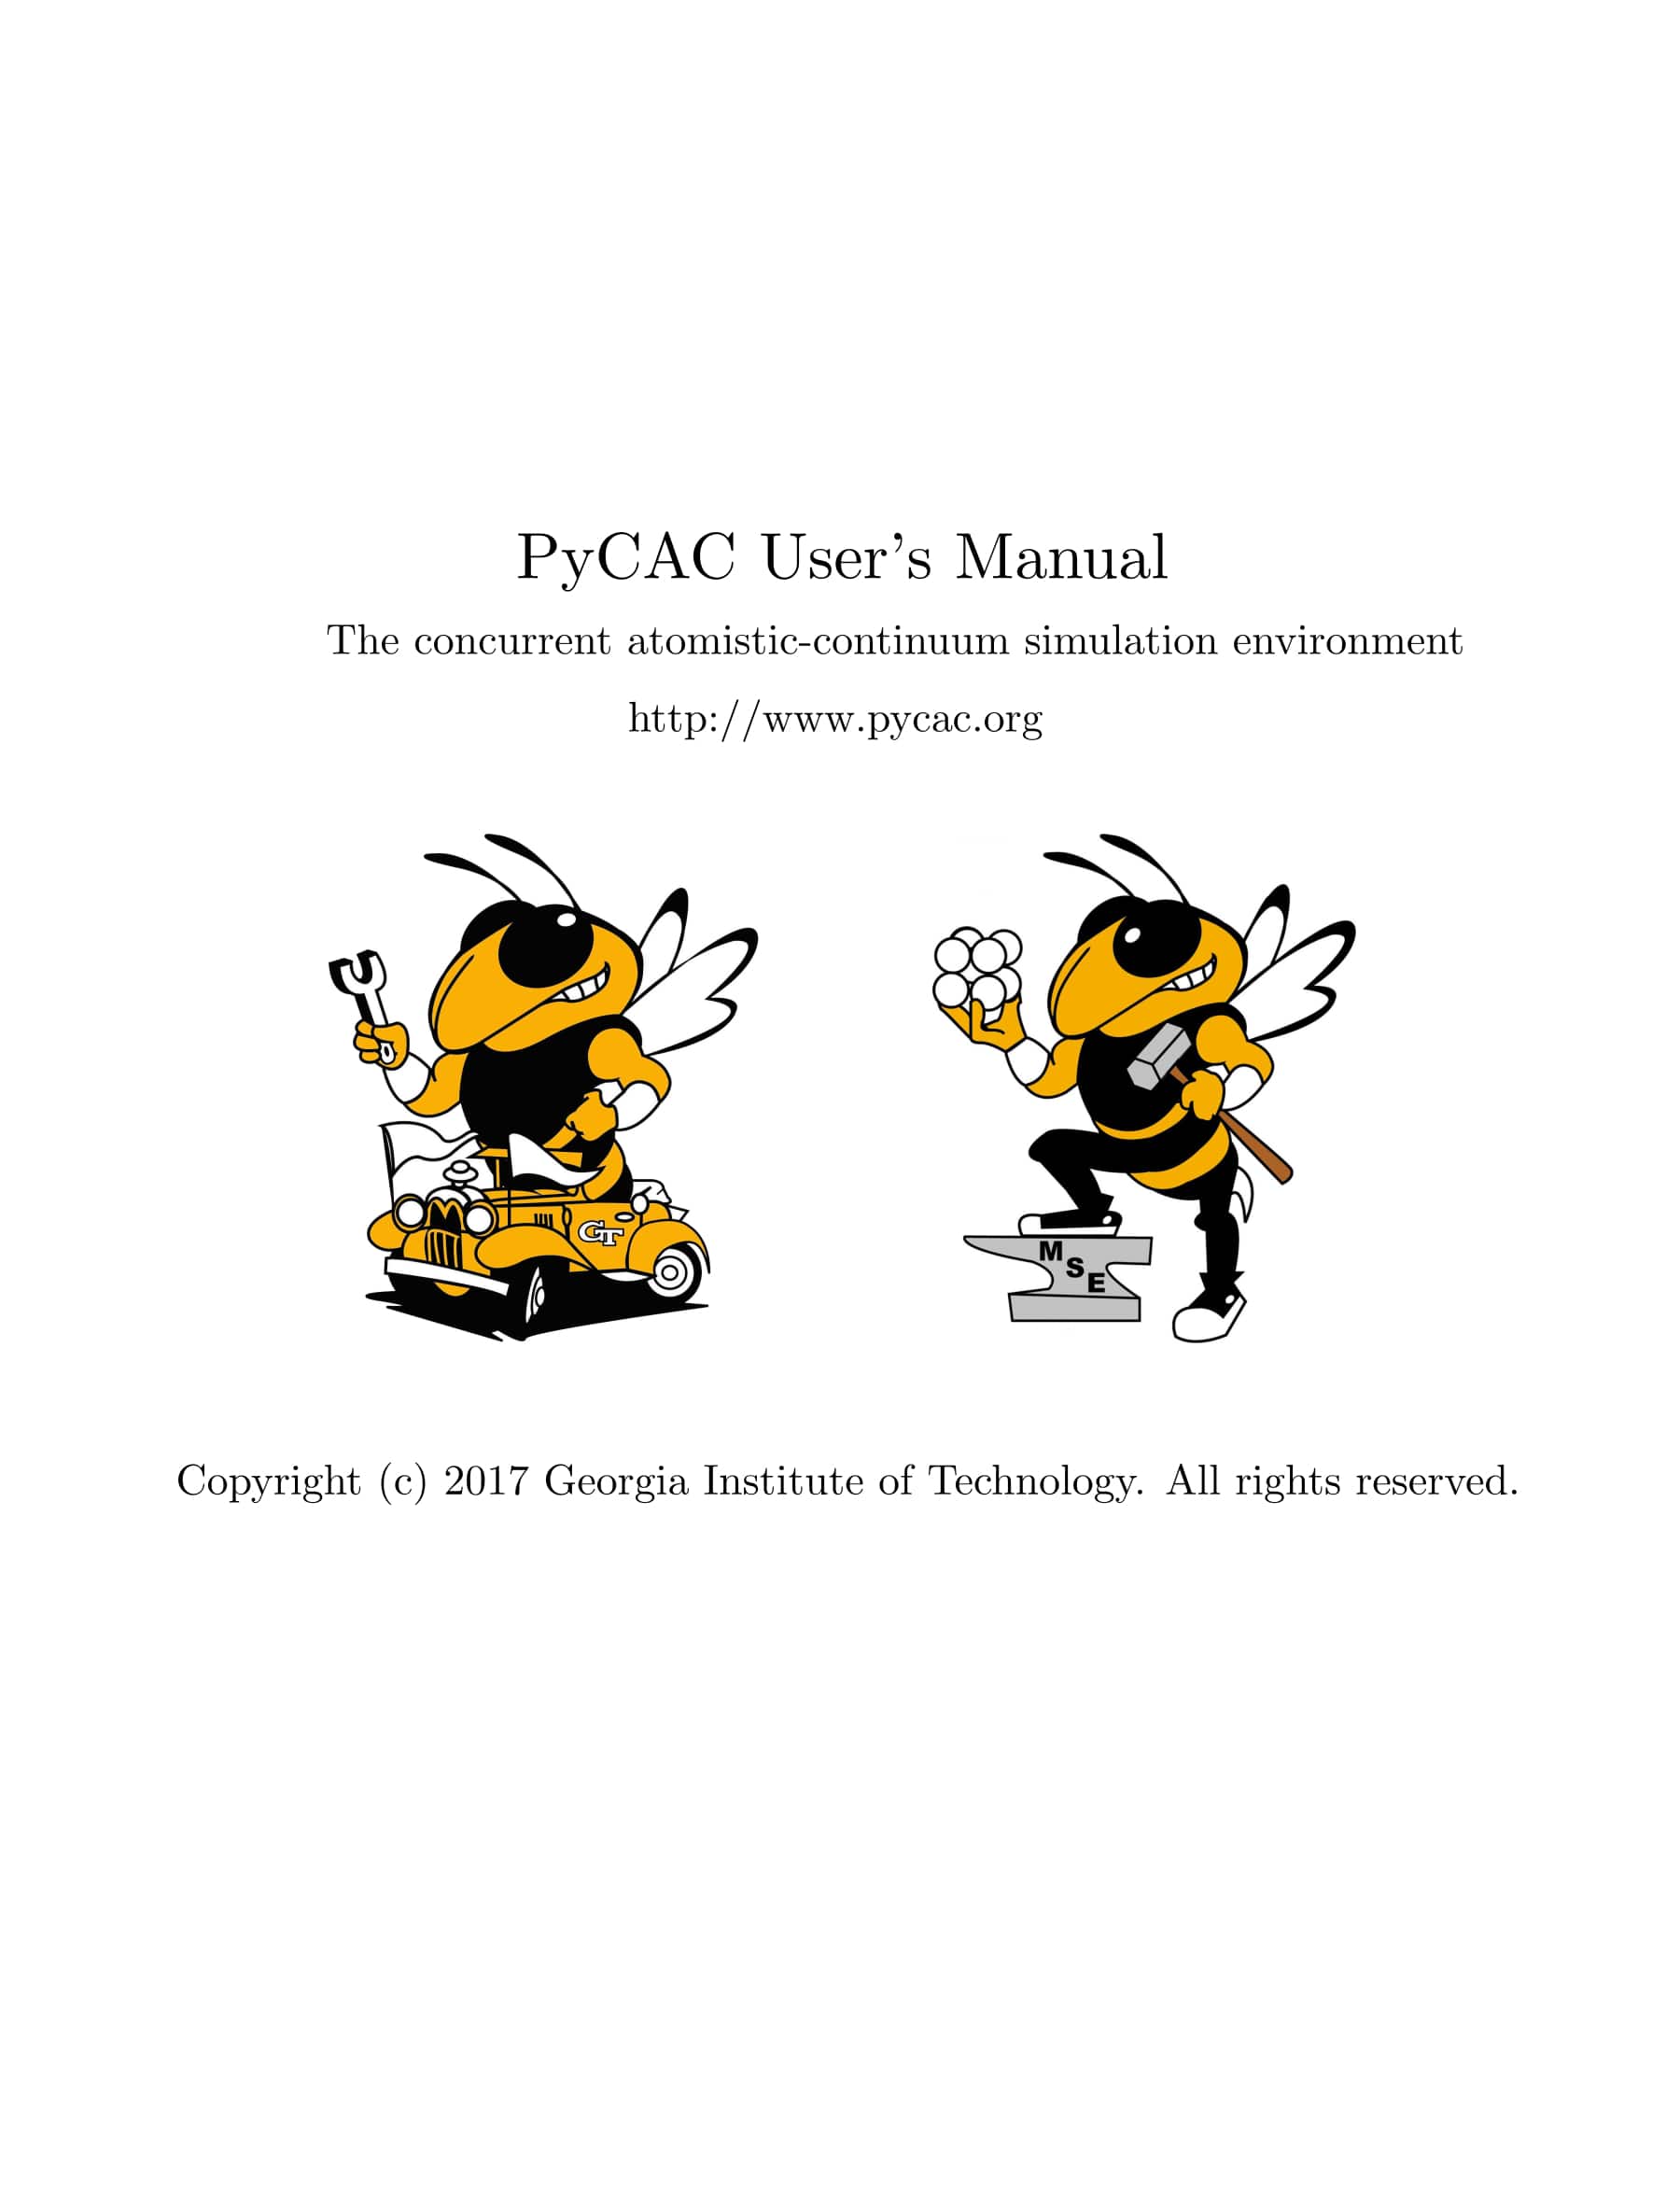 PyCAC User's Manual
The concurrent atomistic-continuum simulation environment
http://www.pycac.org
GT
M
S
E
Copyright (c) 2017 Georgia Institute of Technology. All rights reserved.